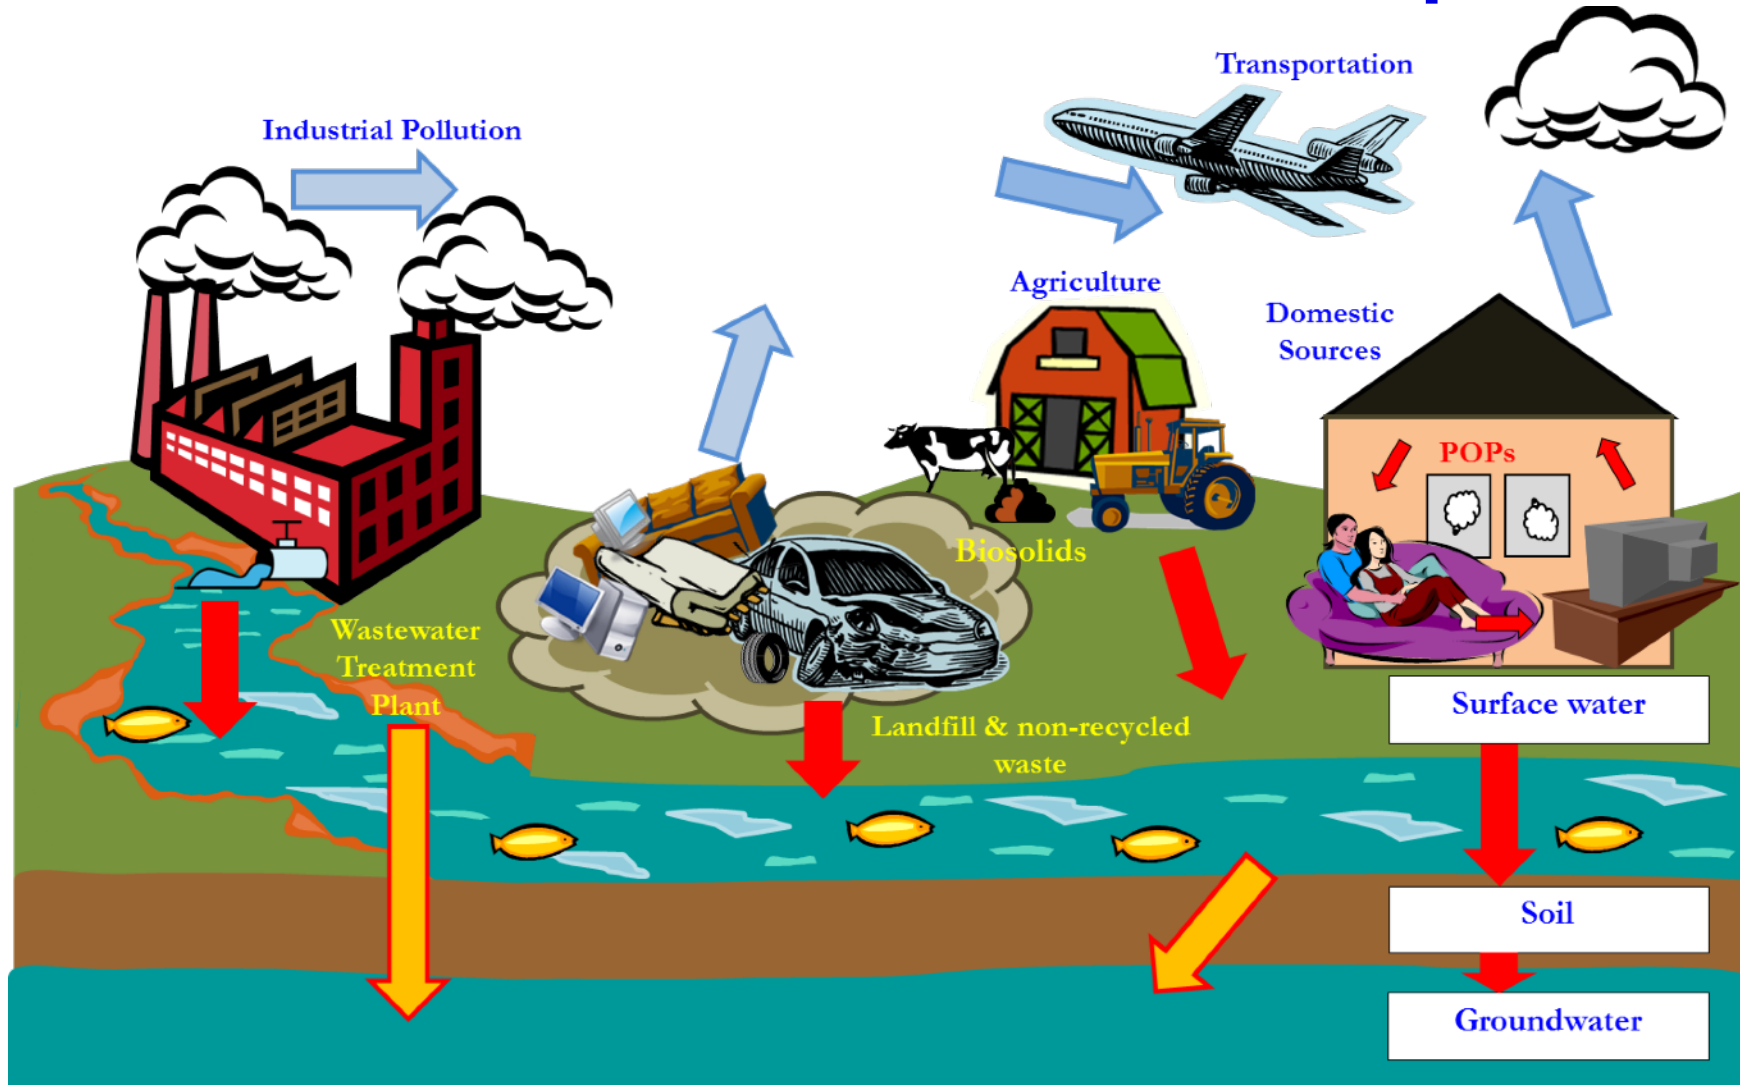 Transportation
Industrial Pollution
Agriculture
Domestic
Sources
POPs
Biosolids
Wastewater
Treatment
Plant
Landfill & non-recycled
waste
Surface water
Soil
Groundwater